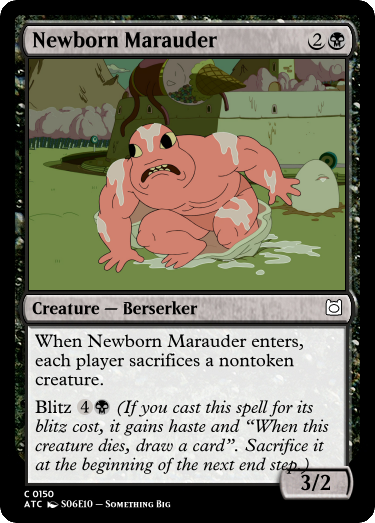 Newborn Marauder 2
Creature — Berserker
When Newborn Marauder enters,
each player sacrifices a nontoken
creature.
Blitz 4 (If you cast this spell for its
blitz cost, it gains haste and “When this
creature dies, draw a card”. Sacrifice it
at the beginning of the next end step.)
3/2
C 0150
ATC S06E10 — Something Big